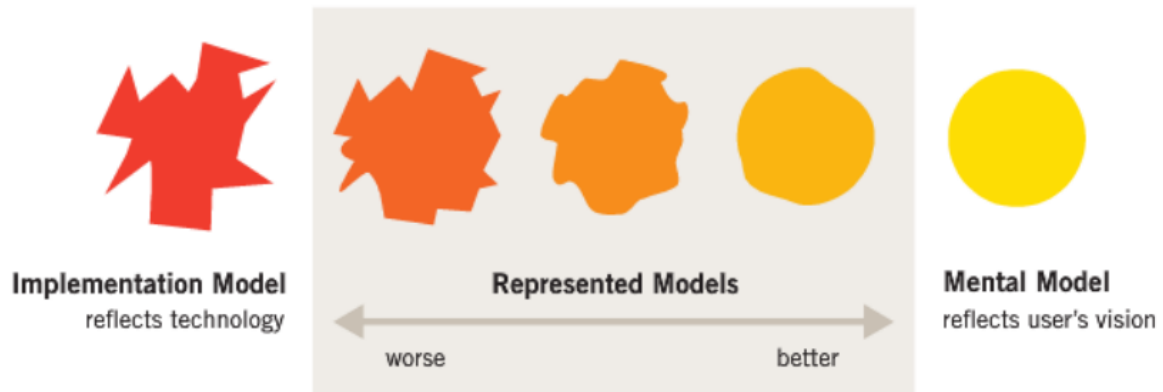 Implementation Model
reflects technology
Represented Models
worse
better
Mental Model
reflects user's vision